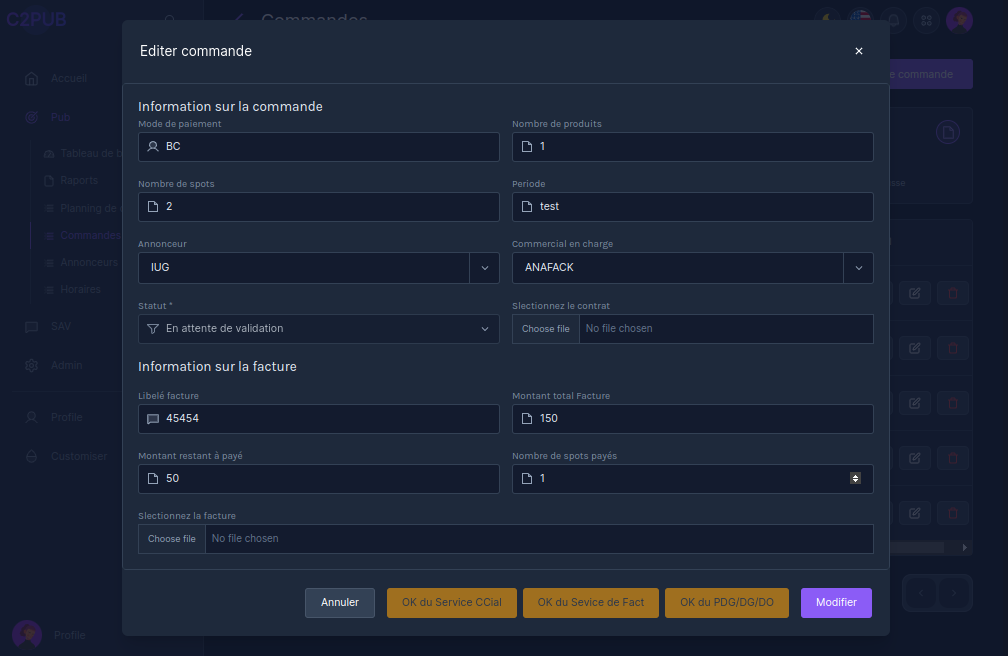 C2PUB
Commandes
Editer commande
×
e commande
Accueil
Pub
Tableau de b
Raports
Planning de
Commandes
Annonceurs
Horaires
SAV
Admin
Profile
Customiser
Profile
Information sur la commande
Mode de paiement
Nombre de produits
BC
1
Nombre de spots
Periode
2
test
Annonceur
Commercial en charge
IUG
ANAFACK
Statut *
Slectionnez le contrat
En attente de validation
Choose file
No file chosen
Information sur la facture
Libelé facture
Montant total Facture
45454
150
Montant restant à payé
Nombre de spots payés
50
1
Slectionnez la facture
Choose file
No file chosen
Annuler
OK du Service CCial
OK du Sevice de Fact
OK du PDG/DG/DO
Modifier